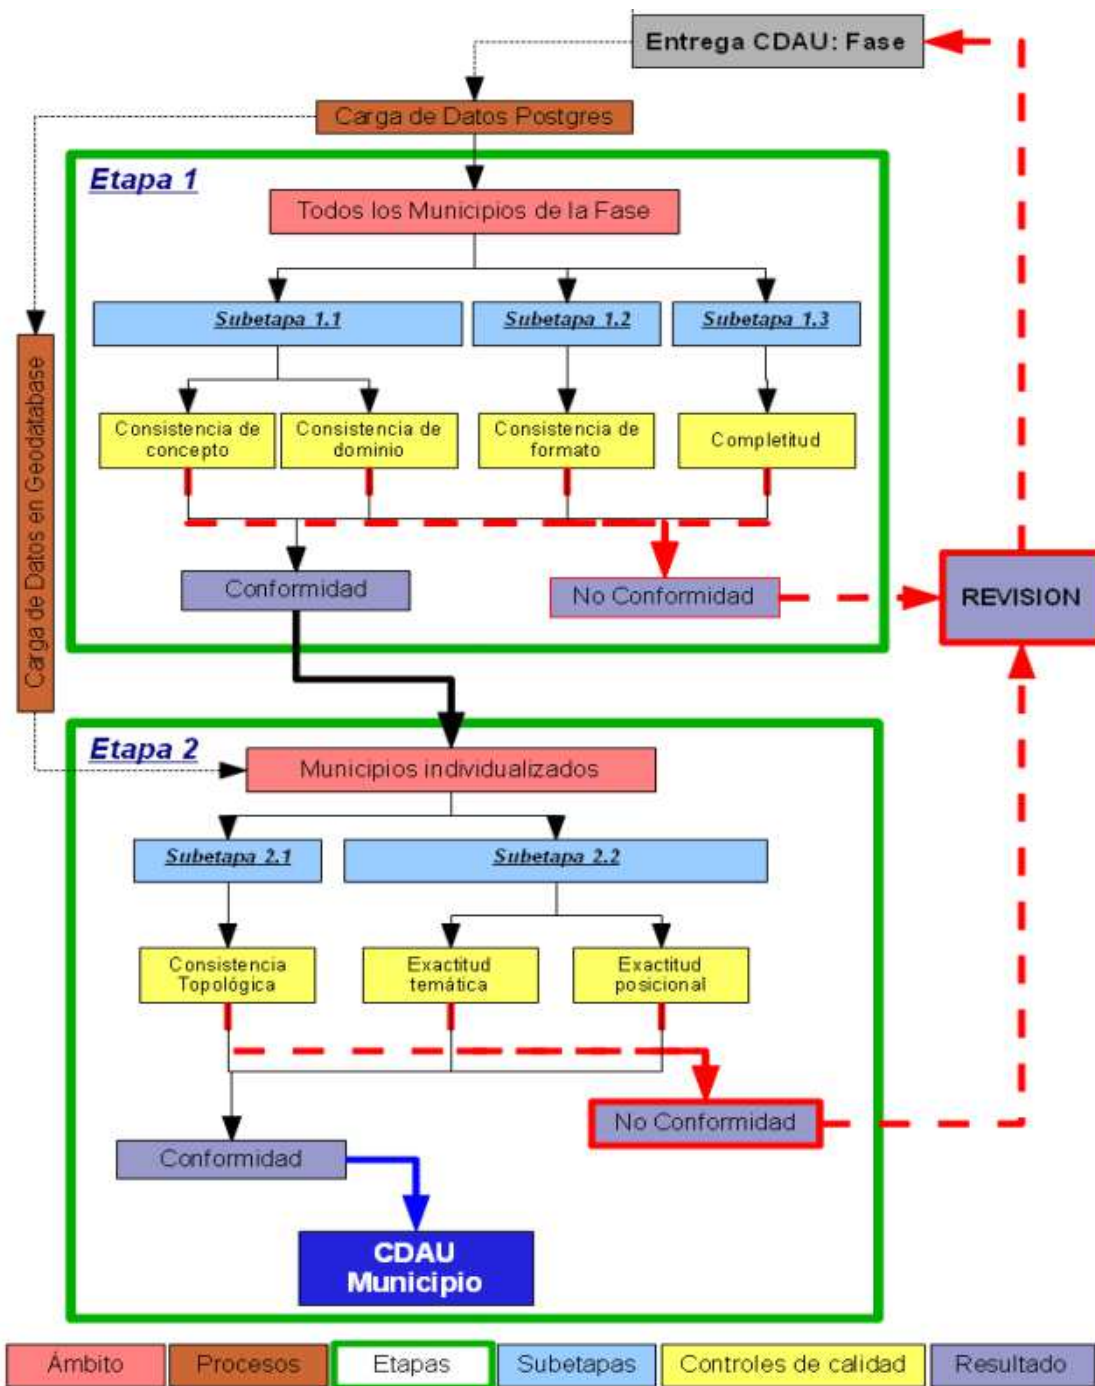 Entrega CDAU: Fase
Carga de Datos Postgres
Etapa 1
Todos los Municipios de la Fase
Subetapa 1.1
Subetapa 1.2
Subetapa 1.3
Carga de Datos en Geodatabase
Consistencia de
concepto
Consistencia de
dominio
Consistencia de
formato
Completitud
Conformidad
No Conformidad
REVISION
Etapa 2
Municipios individualizados
Subetapa 2.1
Subetapa 2.2
Consistencia
Topológica
Exactitud
temática
Exactitud
posicional
No Conformidad
Conformidad
CDAU
Municipio
Ámbito
Procesos
Etapas
Subetapas
Controles de calidad
Resultado